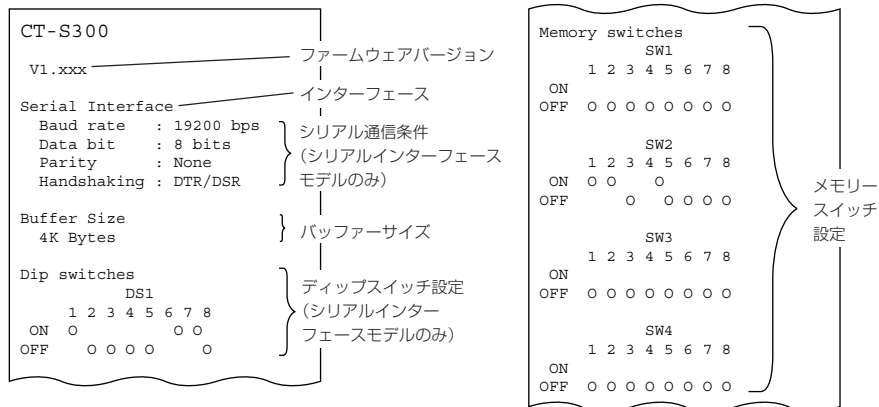 CT-S300
V1.xxx
ファームウェアバージョン
Serial Interface
インターフェース
Baud rate : 19200 bps
Data bit : 8 bits
Parity : None
Handshaking : DTR/DSR
シリアル通信条件
(シリアルインターフェース
モデルのみ)
Buffer Size
4K Bytes
バッファーサイズ
Dip switches
DS1
1 2 3 4 5 6 7 8
ON O O O
OFF O O O O O
ディップスイッチ設定
(シリアルインター
フェースモデルのみ)
Memory switches
SW1
1 2 3 4 5 6 7 8
ON
OFF O O O O O O O O
SW2
1 2 3 4 5 6 7 8
ON O O O
OFF O O O O O
SW3
1 2 3 4 5 6 7 8
ON
OFF O O O O O O O O
SW4
1 2 3 4 5 6 7 8
ON
OFF O O O O O O O O
メモリー
スイッチ
設定